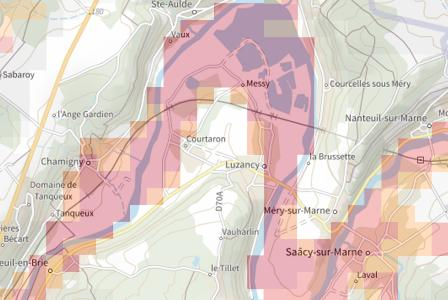 Ste-Aulde
Vaux
Sabaroy
Messy
Courcelles sous Méry
l'Ange Gardien
Nanteuil-sur-Marne
Courtaron
la Brussette
Chamigny
Luzancy
Domaine de
Tanqueux
D70A
Méry-sur-Marne
Tanqueux
Bécart
Vauharlin
Saâcy-sur-Marne
euil-en-Brie
le Tillet
Laval